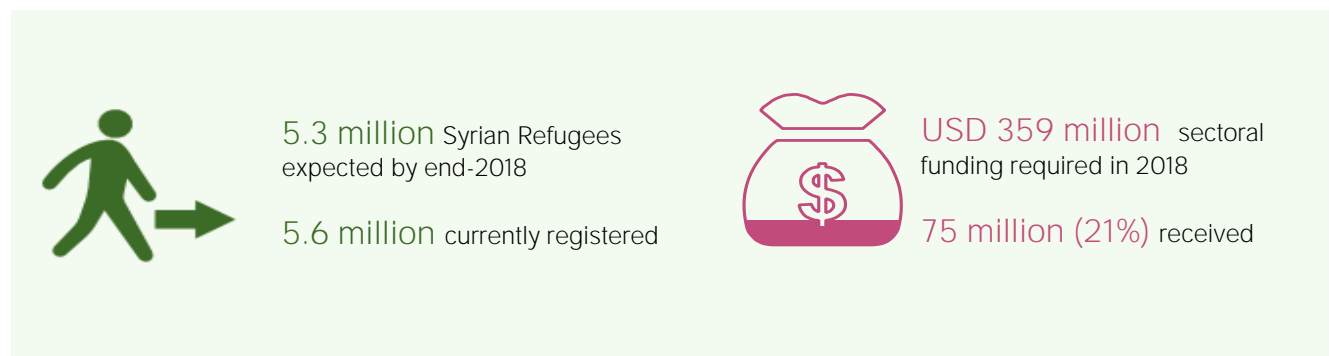 5.3 million Syrian Refugees
expected by end-2018
5.6 million currently registered
$
USD 359 million sectoral
funding required in 2018
75 million (21%) received